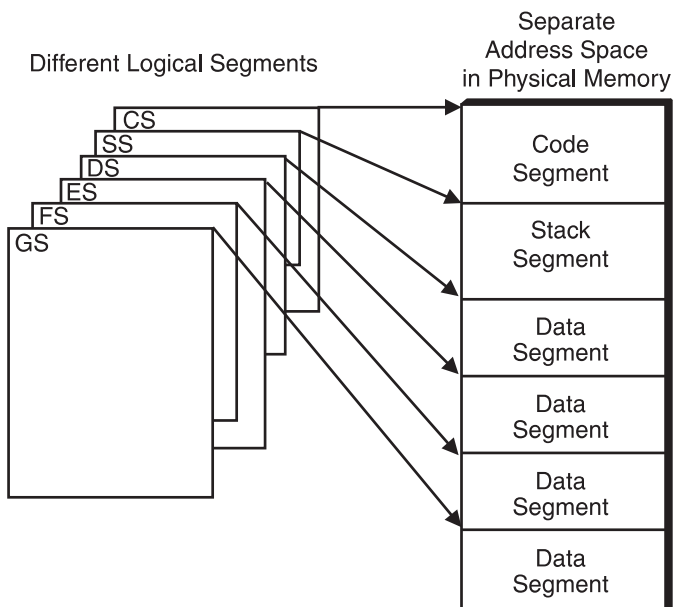 Separate
Address Space
in Physical Memory
Different Logical Segments
CS
SS
DS
ES
FS
GS
Code
Segment
Stack
Segment
Data
Segment
Data
Segment
Data
Segment
Data
Segment